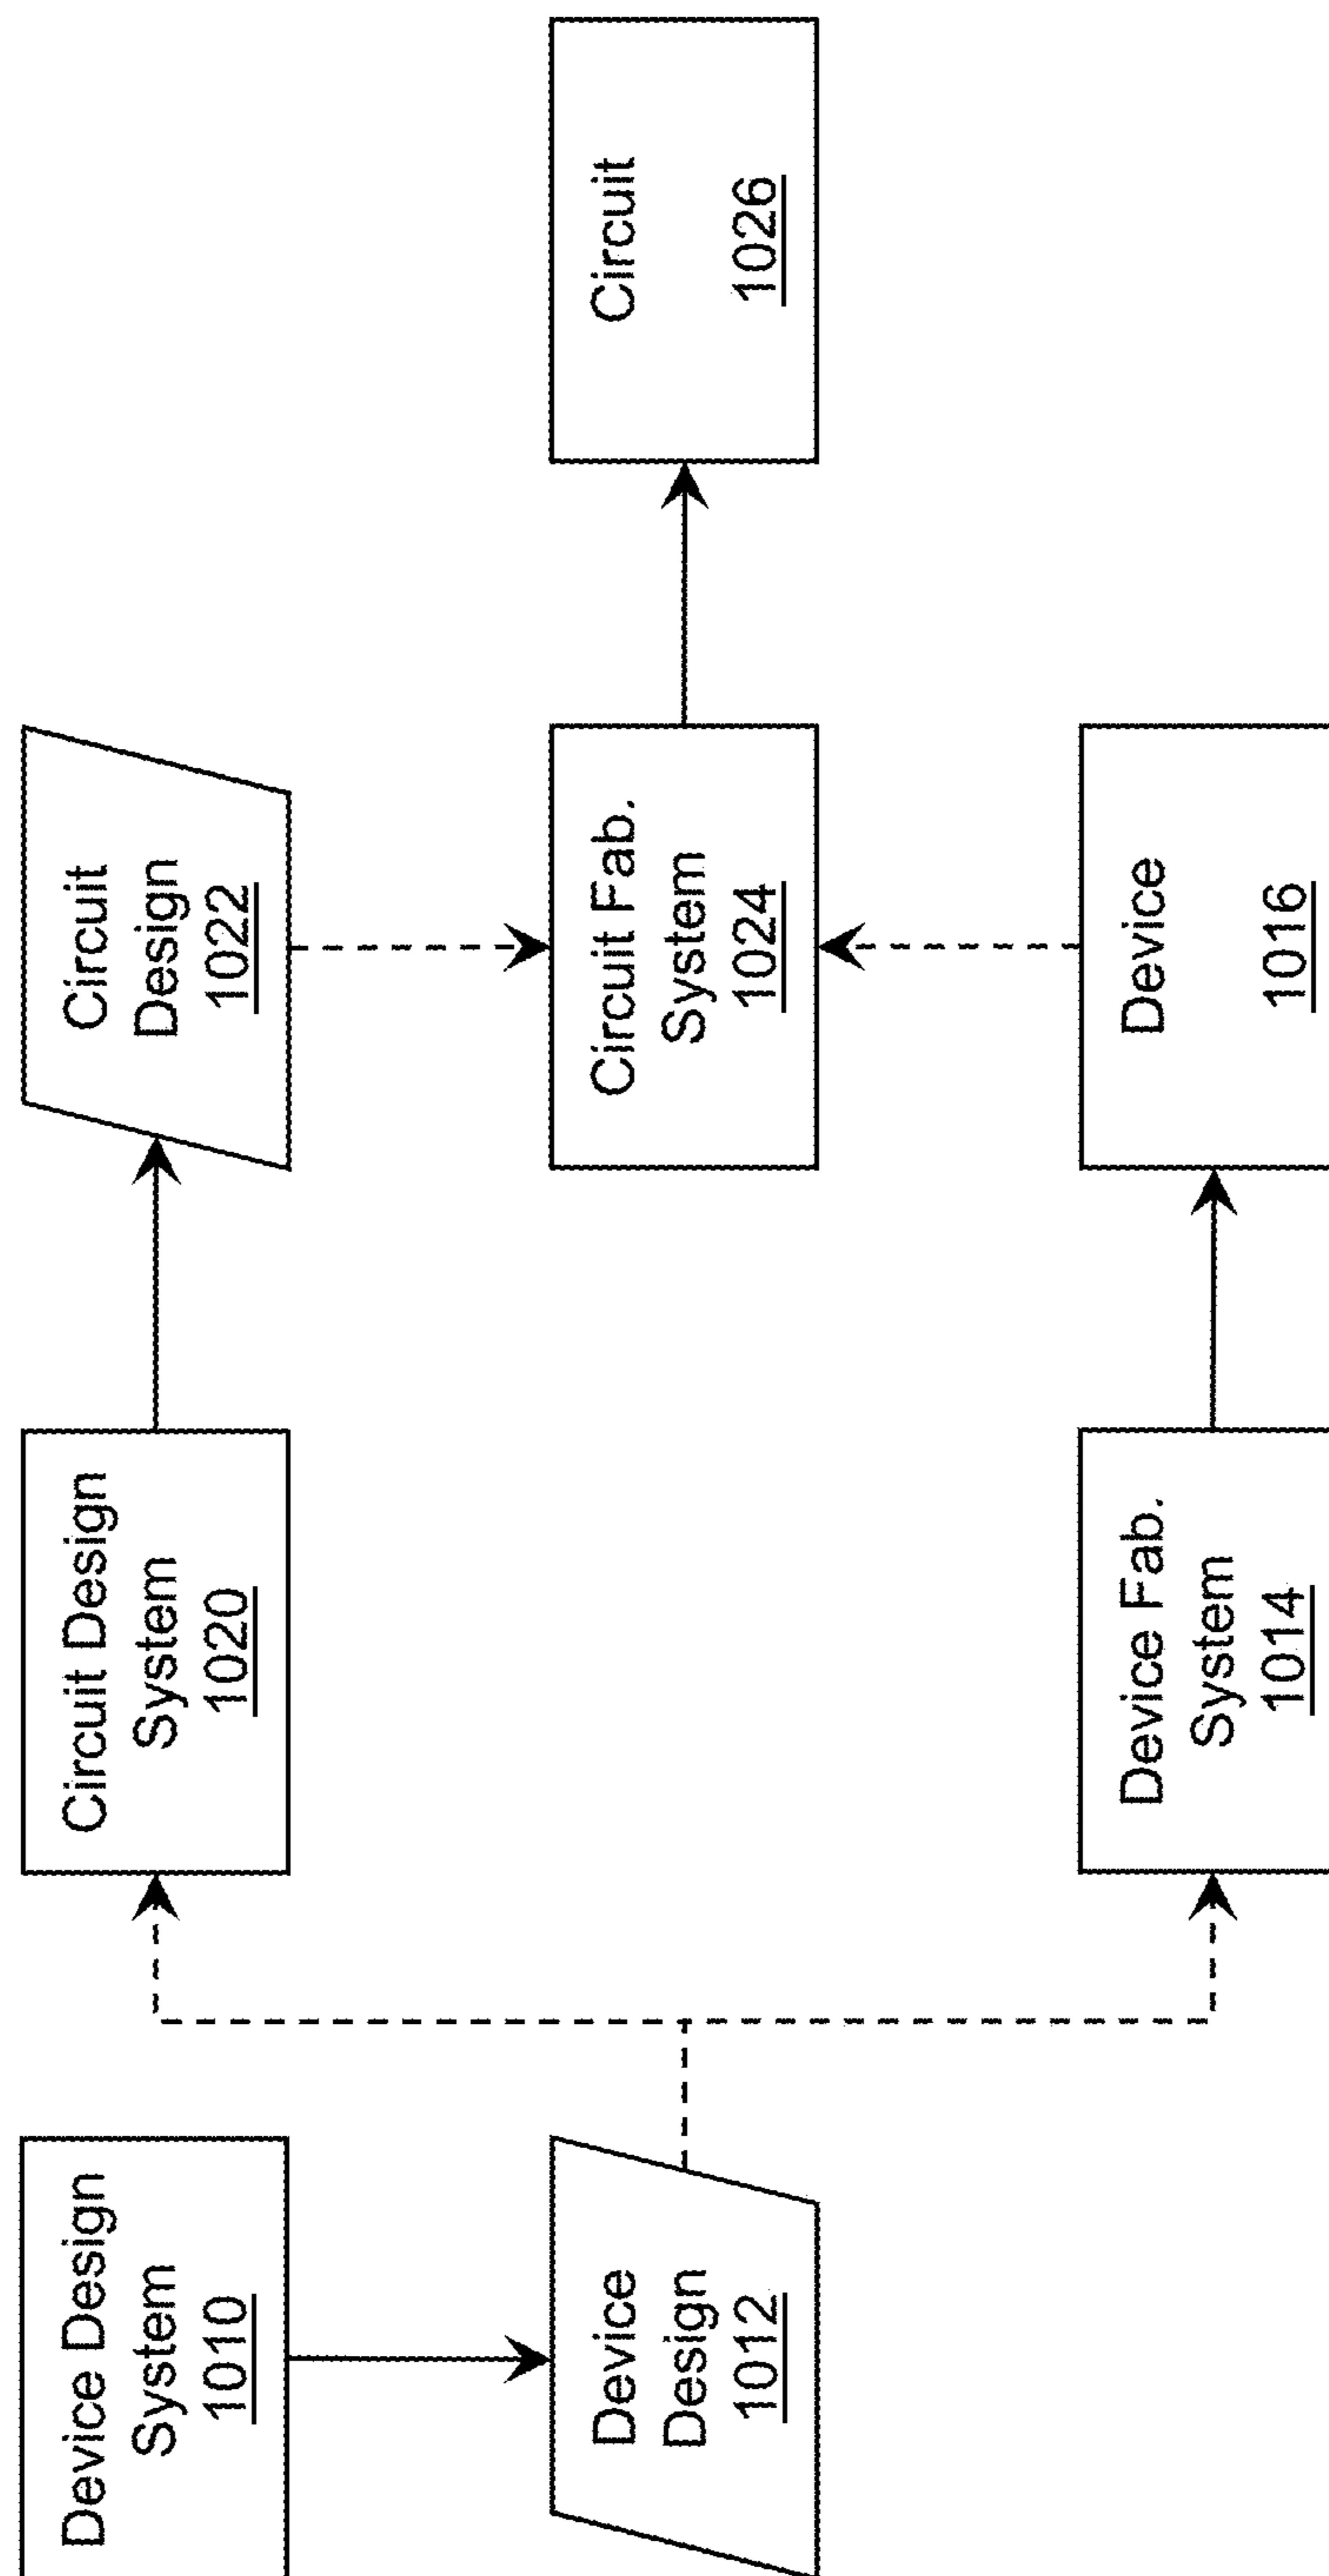 Device Design
System
1010
Circuit Design
System
1020
Circuit
Design
1022
Device
Design
1012
Circuit Fab.
System
1024
Circuit
1026
Device Fab.
System
1014
Device
1016